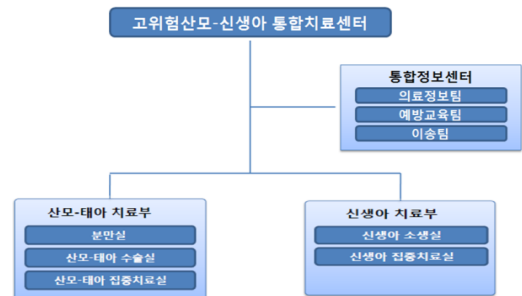 고위험산모-신생아 통합치료센터
통합정보센터
의료정보팀
예방교육팀
이송팀
산모-태아 치료부
분만실
산모-태아 수술실
산모-태아 집중치료실
신생아 치료부
신생아 소생실
신생아 집중치료실